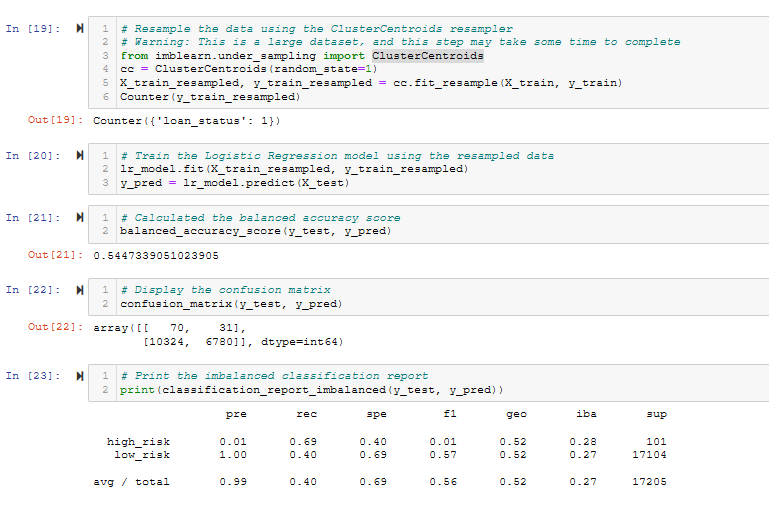 In [19]: 1 # Resample the data using the ClusterCentroids resampler
2 # Warning: This is a large dataset, and this step may take some time to complete
3 from imblearn.under_sampling import ClusterCentroids
4 cc = ClusterCentroids(random_state=1)
5 X_train_resampled, y_train_resampled = cc.fit_resample(X_train, y_train)
6 Counter(y_train_resampled)
Out[19]: Counter({'loan_status': 1})
In [20]: 1 # Train the Logistic Regression model using the resampled data
2 lr_model.fit(X_train_resampled, y_train_resampled)
3 y_pred = lr_model.predict(X_test)
In [21]: 1 # Calculated the balanced accuracy score
2 balanced_accuracy_score(y_test, y_pred)
Out[21]: 0.5447339051023905
In [22]: 1 # Display the confusion matrix
2 confusion_matrix(y_test, y_pred)
Out[22]: array([[ 70, 31],
[10324, 6780]], dtype=int64)
In [23]: 1 # Print the imbalanced classification report
2 print(classification_report_imbalanced(y_test, y_pred))
pre rec spe f1 geo iba sup
high_risk 0.01 0.69 0.40 0.01 0.52 0.28 101
low_risk 1.00 0.40 0.69 0.57 0.52 0.27 17104
avg / total 0.99 0.40 0.69 0.56 0.52 0.27 17205